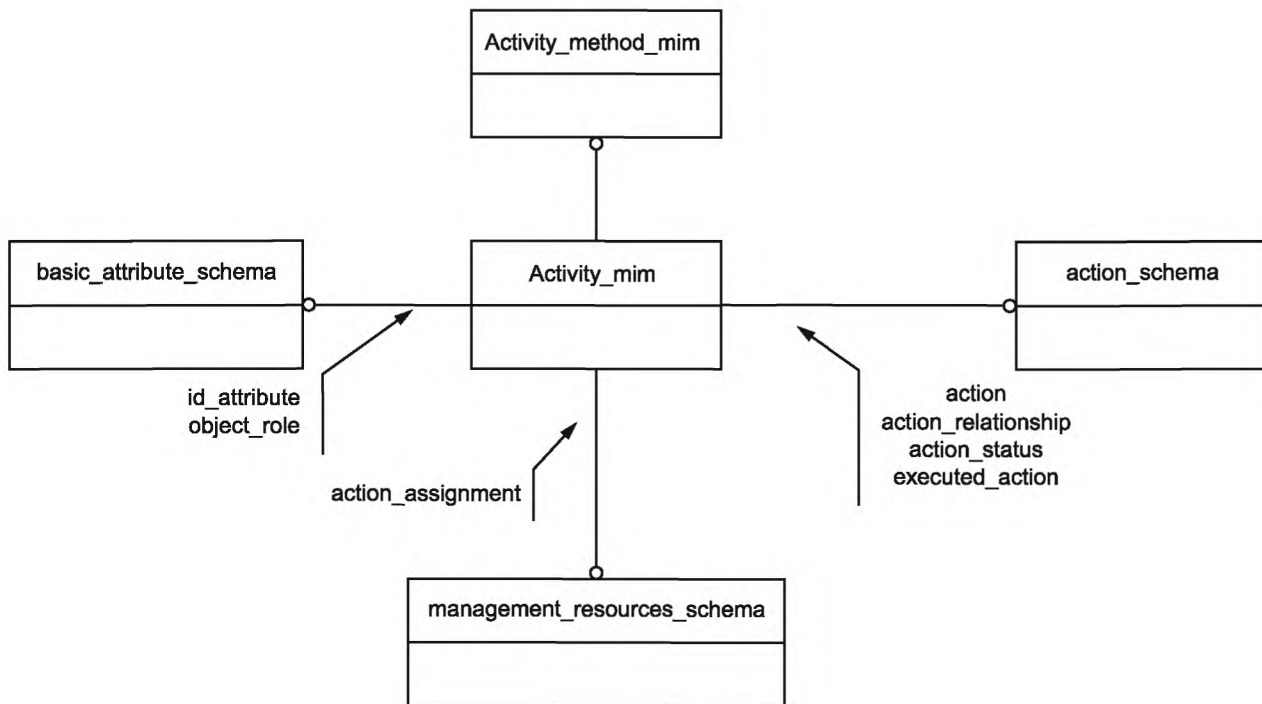 Activity_method_mim
basic_attribute_schema
Activity_mim
action_schema
id_attribute
object_role
action_assignment
action
action_relationship
action_status
executed_action
management_resources_schema